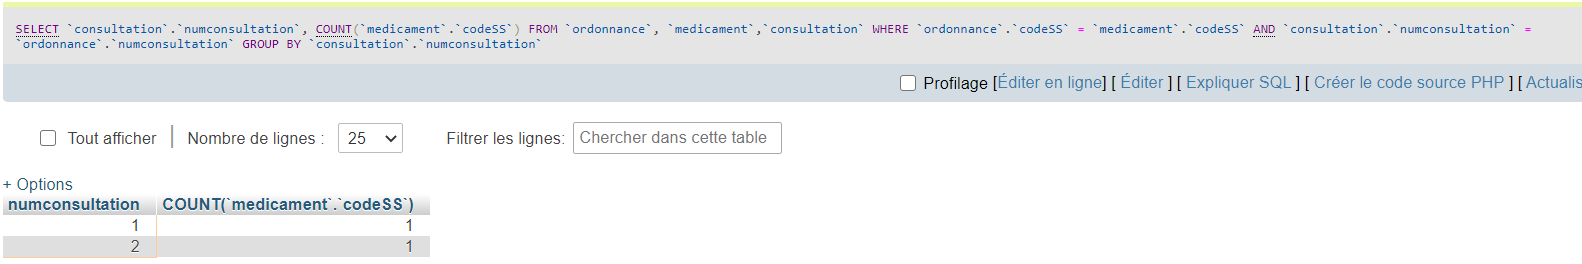 SELECT `consultation`.`numconsultation`, COUNT(`medicament`.`codeSS`) FROM `ordonnance`, `medicament`,`consultation` WHERE `ordonnance`.`codeSS` = `medicament`.`codeSS` AND `consultation`.`numconsultation` =
`ordonnance`.`numconsultation` GROUP BY `consultation`.`numconsultation`
Profilage [Éditer en ligne] [ Éditer ] [ Expliquer SQL ] [ Créer le code source PHP ] [ Actualis
Tout afficher Nombre de lignes : 25 Filtrer les lignes: Chercher dans cette table
+ Options
numconsultation COUNT(`medicament`.`codeSS`)
1 1
2 1